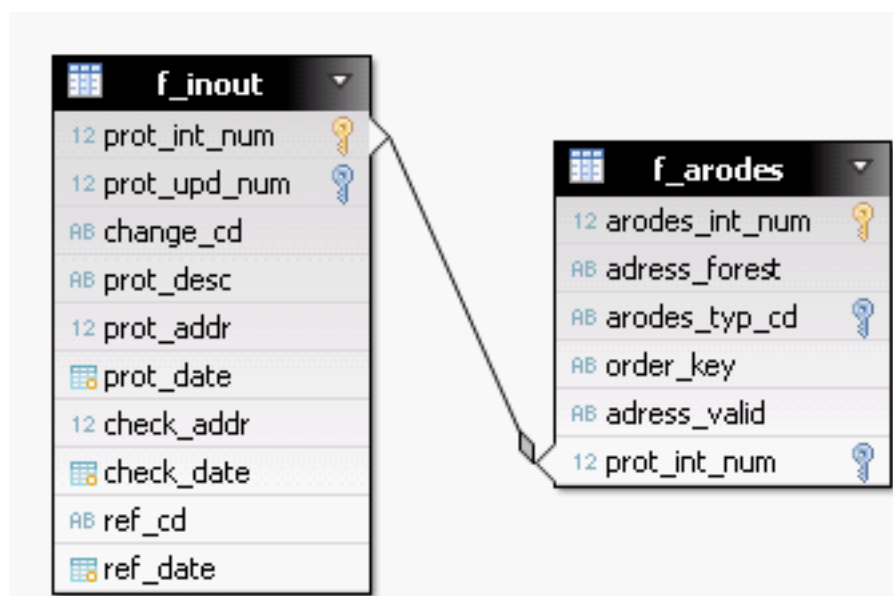 f_inout
12 prot_int_num
12 prot_upd_num
AB change_cd
AB prot_desc
12 prot_addr
prot_date
12 check_addr
check_date
AB ref_cd
ref_date
f_arodes
12 arodes_int_num
AB adress_forest
AB arodes_typ_cd
AB order_key
AB adress_valid
12 prot_int_num